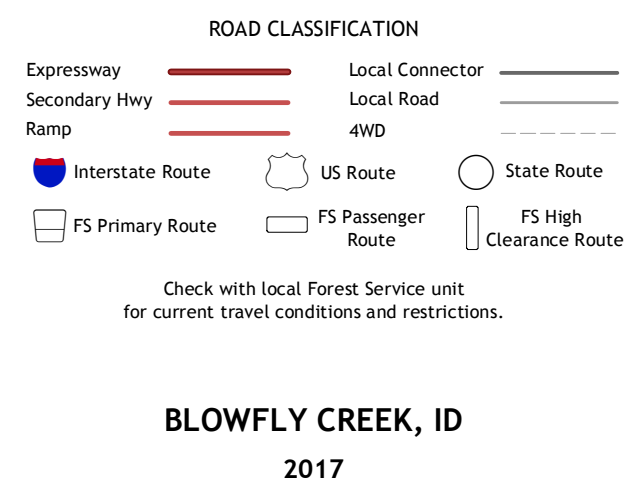 ROAD CLASSIFICATION
Expressway
Local Connector
Secondary Hwy
Local Road
Ramp
4WD
Interstate Route
US Route
State Route
FS Primary Route
FS Passenger
Route
FS High
Clearance Route
Check with local Forest Service unit
for current travel conditions and restrictions.
BLOWFLY CREEK, ID
2017